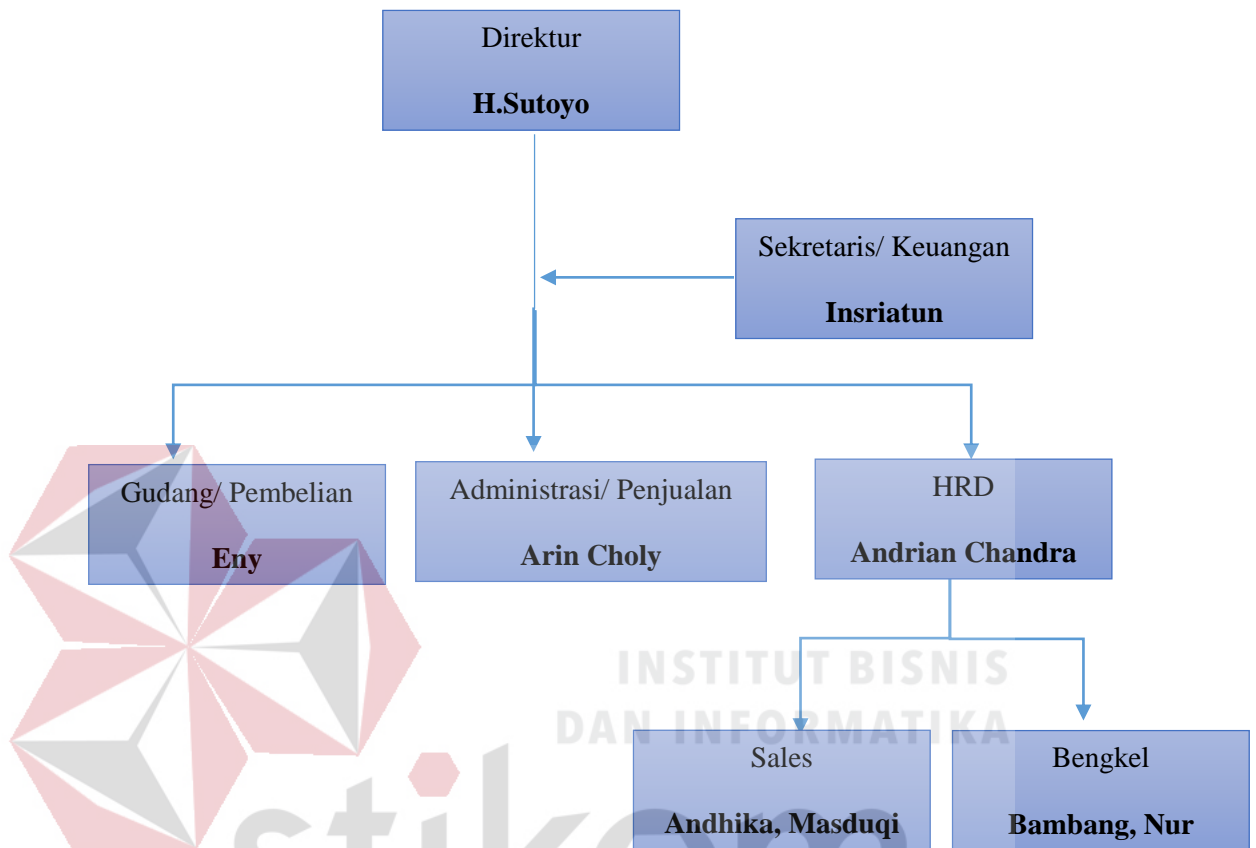 Direktur
H.Sutoyo
Sekretaris/ Keuangan
Insriatun
Gudang/ Pembelian
Eny
Administrasi/ Penjualan
Arin Choly
HRD
Andrian Chandra
INSTITUT BISNIS
DAN INFORMATIKA
Sales
Andhika, Masduqi
Bengkel
Bambang, Nur
stikom